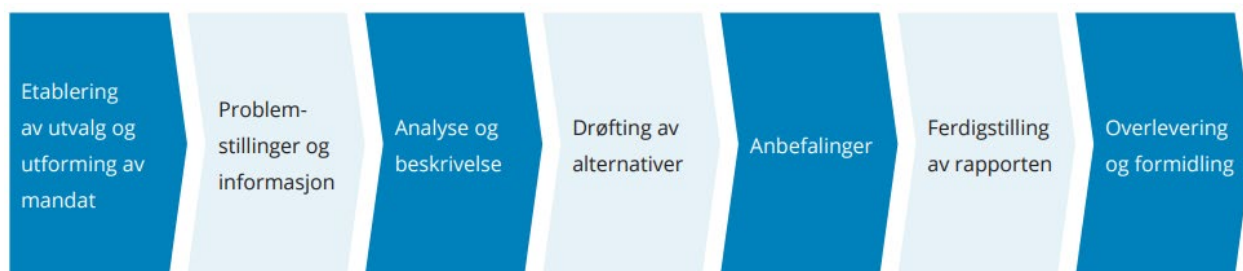 Etablering
av utvalg og
utforming av
mandat
Problem-
stillinger og
informasjon
Analyse og
beskrivelse
Drøfting av
alternativer
Anbefalinger
Ferdigstilling
av rapporten
Overlevering
og formidling